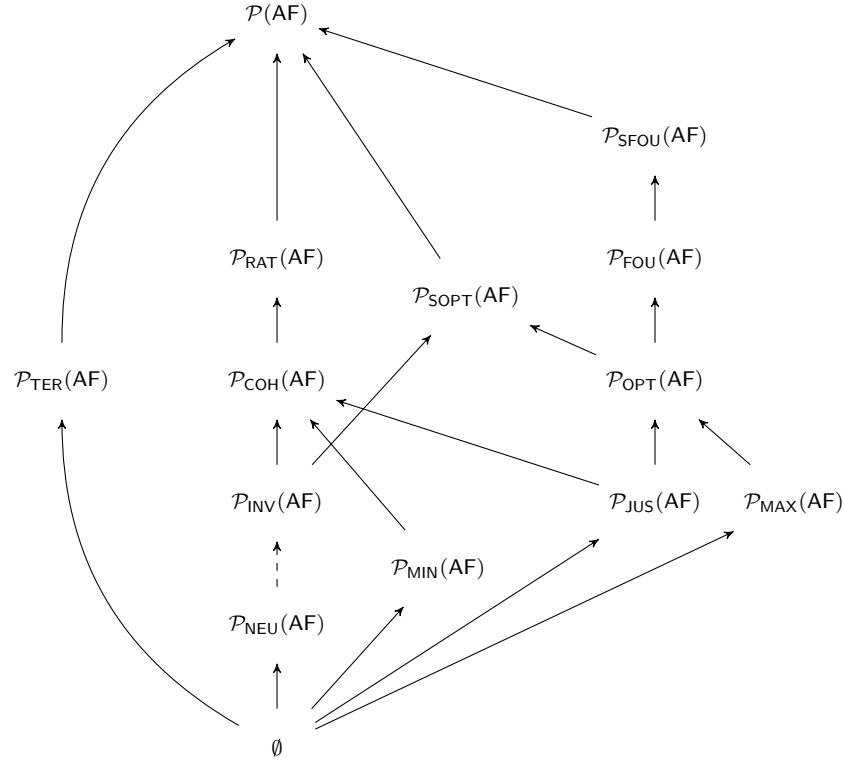 𝒫(AF)
𝒫SFOU(AF)
𝒫RAT(AF)
𝒫FOU(AF)
𝒫SOPT(AF)
𝒫TER(AF)
𝒫COH(AF)
𝒫OPT(AF)
𝒫INV(AF)
𝒫JUS(AF)
𝒫MAX(AF)
𝒫MIN(AF)
𝒫NEU(AF)
∅